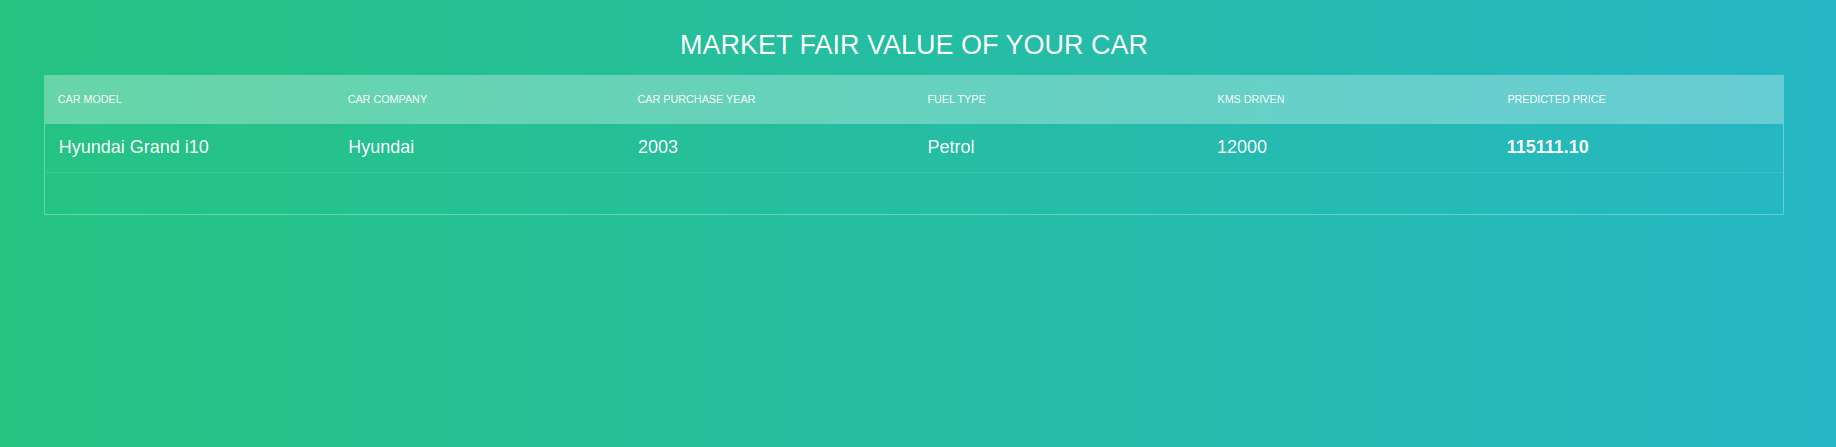 MARKET FAIR VALUE OF YOUR CAR
CAR MODEL CAR COMPANY CAR PURCHASE YEAR FUEL TYPE KMS DRIVEN PREDICTED PRICE
Hyundai Grand i10 Hyundai 2003 Petrol 12000 115111.10